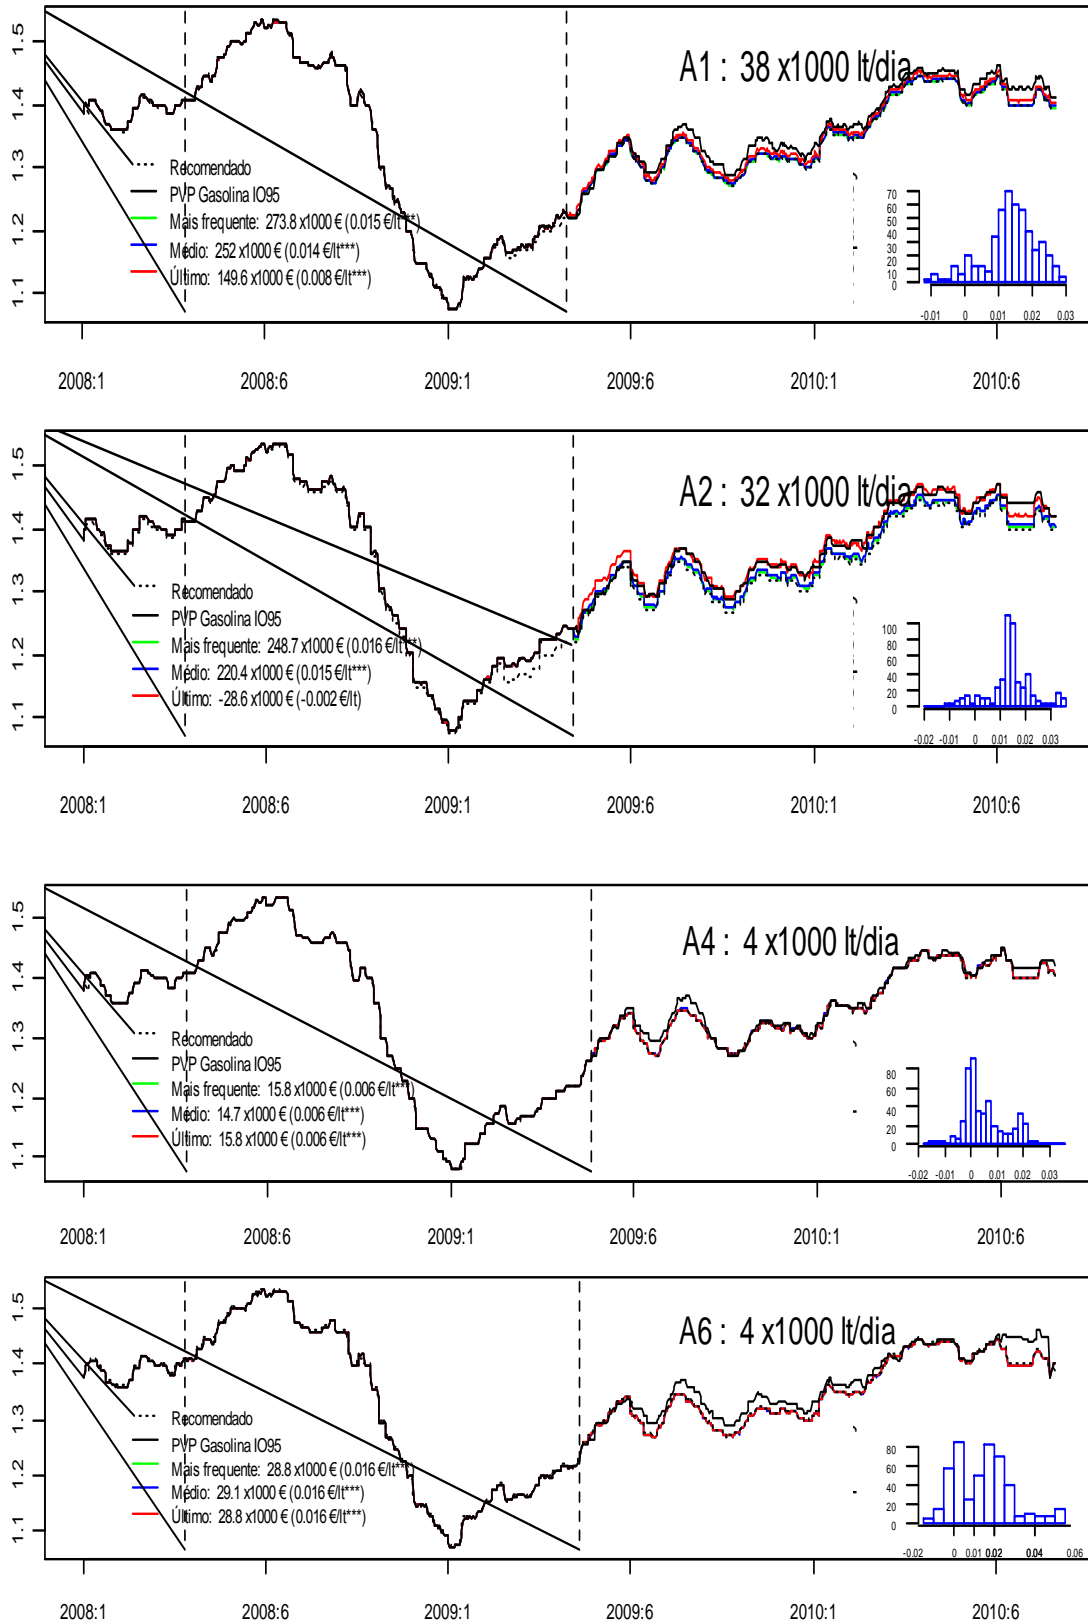 A1 : 38 x1000 lt/dia
1.5
1.4
1.3
1.2
1.1
Recomendado
PVP Gasolina IO95
Mais frequente: 273.8 x1000 € (0.015 €/lt***)
Médio: 252 x1000 € (0.014 €/lt***)
Último: 149.6 x1000 € (0.008 €/lt***)
70
60
50
40
30
20
10
0
-0.01 0 0.01 0.02 0.03
2008:1 2008:6 2009:1 2009:6 2010:1 2010:6
A2 : 32 x1000 lt/dia
1.5
1.4
1.3
1.2
1.1
Recomendado
PVP Gasolina IO95
Mais frequente: 248.7 x1000 € (0.016 €/lt***)
Médio: 220.4 x1000 € (0.015 €/lt***)
Último: -28.6 x1000 € (-0.002 €/lt)
100
80
60
40
20
0
-0.02 -0.01 0 0.01 0.02 0.03
2008:1 2008:6 2009:1 2009:6 2010:1 2010:6
A4 : 4 x1000 lt/dia
1.5
1.4
1.3
1.2
1.1
Recomendado
PVP Gasolina IO95
Mais frequente: 15.8 x1000 € (0.006 €/lt***)
Médio: 14.7 x1000 € (0.006 €/lt***)
Último: 15.8 x1000 € (0.006 €/lt***)
80
60
40
20
0
-0.02 -0.01 0 0.01 0.02 0.03
2008:1 2008:6 2009:1 2009:6 2010:1 2010:6
A6 : 4 x1000 lt/dia
1.5
1.4
1.3
1.2
1.1
Recomendado
PVP Gasolina IO95
Mais frequente: 28.8 x1000 € (0.016 €/lt***)
Médio: 29.1 x1000 € (0.016 €/lt***)
Último: 28.8 x1000 € (0.016 €/lt***)
80
60
40
20
0
-0.02 0 0.01 0.02 0.04 0.06
2008:1 2008:6 2009:1 2009:6 2010:1 2010:6